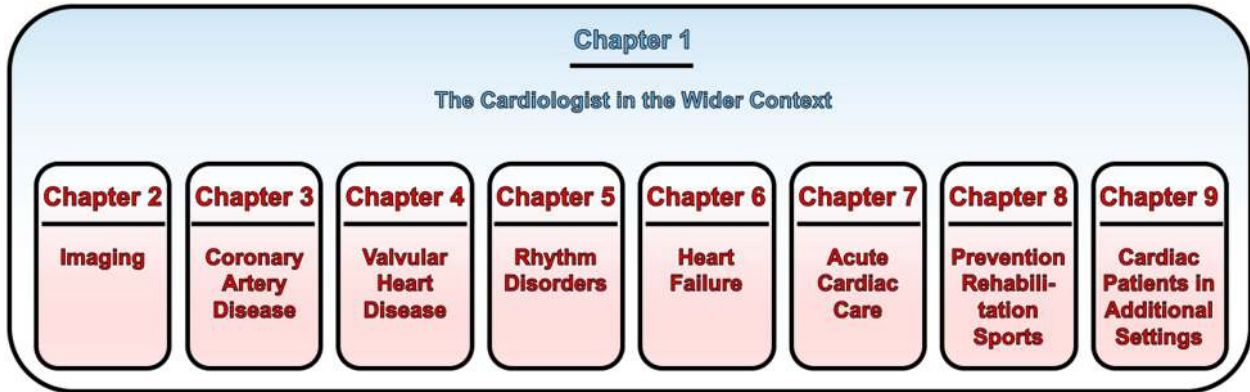 Chapter 1
The Cardiologist in the Wider Context
Chapter 2
Imaging
Chapter 3
Coronary
Artery
Disease
Chapter 4
Valvular
Heart
Disease
Chapter 5
Rhythm
Disorders
Chapter 6
Heart
Failure
Chapter 7
Acute
Cardiac
Care
Chapter 8
Prevention
Rehabili-
tation
Sports
Chapter 9
Cardiac
Patients in
Additional
Settings